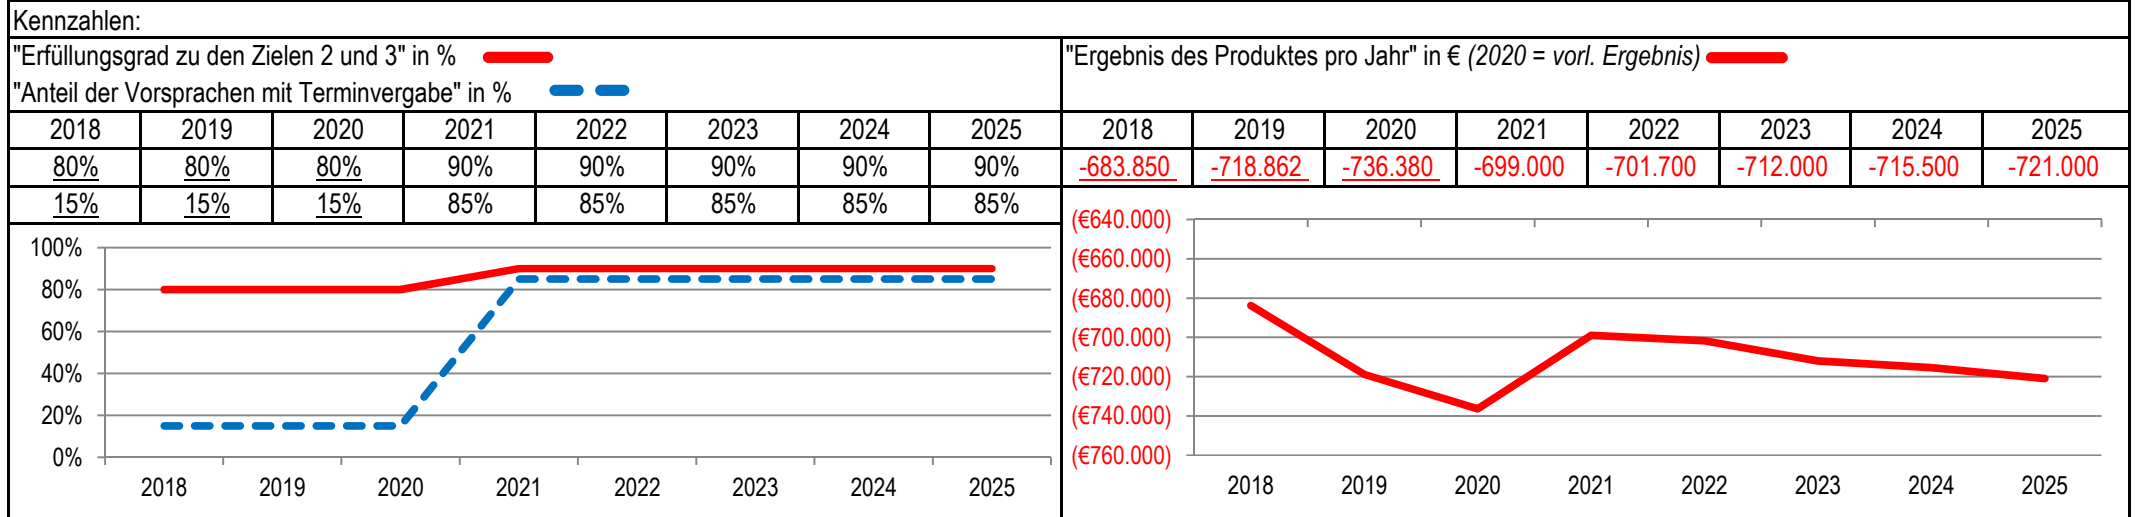 Kennzahlen:
"Erfüllungsgrad zu den Zielen 2 und 3" in %
"Anteil der Vorsprachen mit Terminvergabe" in %
2018 2019 2020 2021 2022 2023 2024 2025
80% 80% 80% 90% 90% 90% 90% 90%
15% 15% 15% 85% 85% 85% 85% 85%
100%
80%
60%
40%
20%
0%
2018 2019 2020 2021 2022 2023 2024 2025
"Ergebnis des Produktes pro Jahr" in € (2020 = vorl. Ergebnis)
2018 2019 2020 2021 2022 2023 2024 2025
-683.850 -718.862 -736.380 -699.000 -701.700 -712.000 -715.500 -721.000
(€640.000)
(€660.000)
(€680.000)
(€700.000)
(€720.000)
(€740.000)
(€760.000)
2018 2019 2020 2021 2022 2023 2024 2025